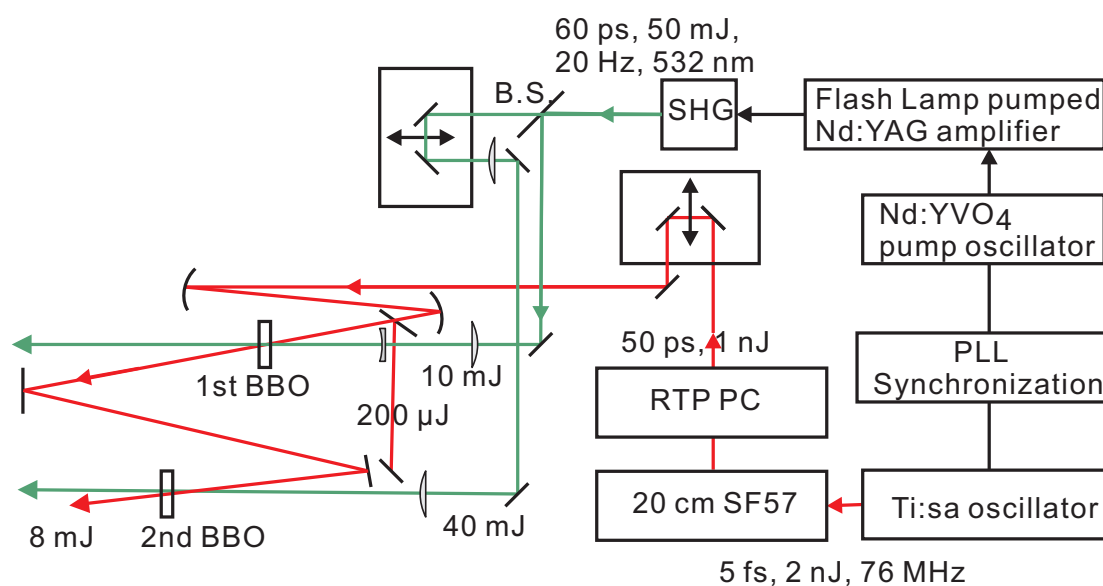 60 ps, 50 mJ,
20 Hz, 532 nm
B.S.
SHG
Flash Lamp pumped
Nd:YAG amplifier
Nd:YVO4
pump oscillator
PLL
Synchronization
50 ps, 1 nJ
RTP PC
1st BBO
10 mJ
200 µJ
20 cm SF57
Ti:sa oscillator
8 mJ
2nd BBO
40 mJ
5 fs, 2 nJ, 76 MHz